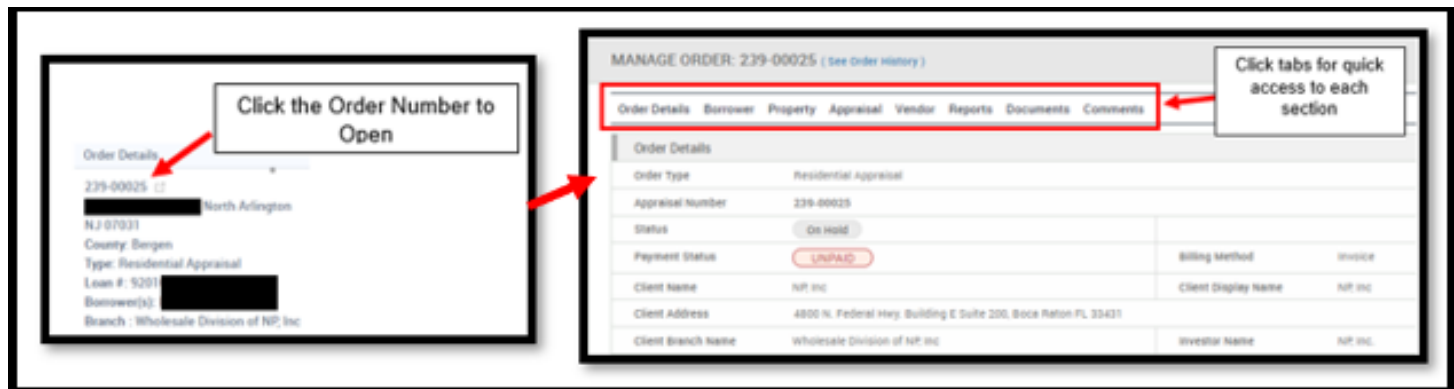 Click the Order Number to
Open
Order Details
239-00025
North Arlington
NJ 07031
County: Bergen
Type: Residential Appraisal
Loan #: 9201
Borrower(s):
Branch : Wholesale Division of NP, Inc
MANAGE ORDER: 239-00025 ( See Order History )
Click tabs for quick
access to each
section
Order Details Borrower Property Appraisal Vendor Reports Documents Comments
Order Details
Order Type Residential Appraisal
Appraisal Number 239-00025
Status On Hold
Payment Status UNPAID Billing Method Invoice
Client Name NP, Inc Client Display Name NP, Inc
Client Address 4800 N. Federal Hwy. Building E Suite 200, Boca Raton FL 33431
Client Branch Name Wholesale Division of NP, Inc Investor Name NP, Inc.